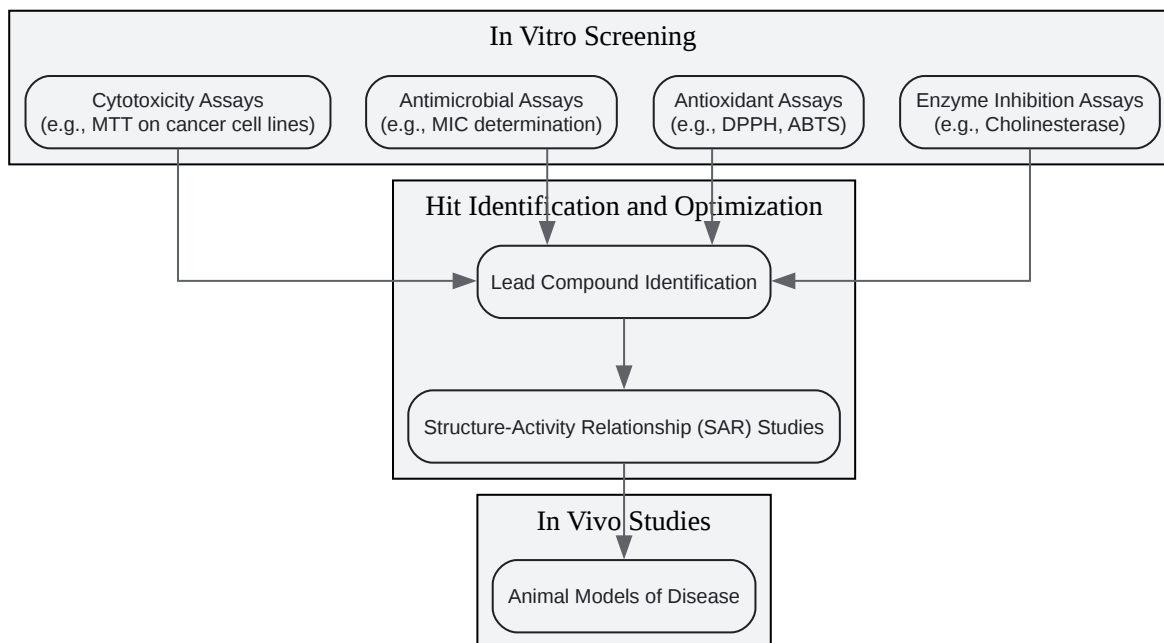 In Vitro Screening
Cytotoxicity Assays
(e.g., MTT on cancer cell lines)
Antimicrobial Assays
(e.g., MIC determination)
Antioxidant Assays
(e.g., DPPH, ABTS)
Enzyme Inhibition Assays
(e.g., Cholinesterase)
Hit Identification and Optimization
Lead Compound Identification
Structure-Activity Relationship (SAR) Studies
In Vivo Studies
Animal Models of Disease